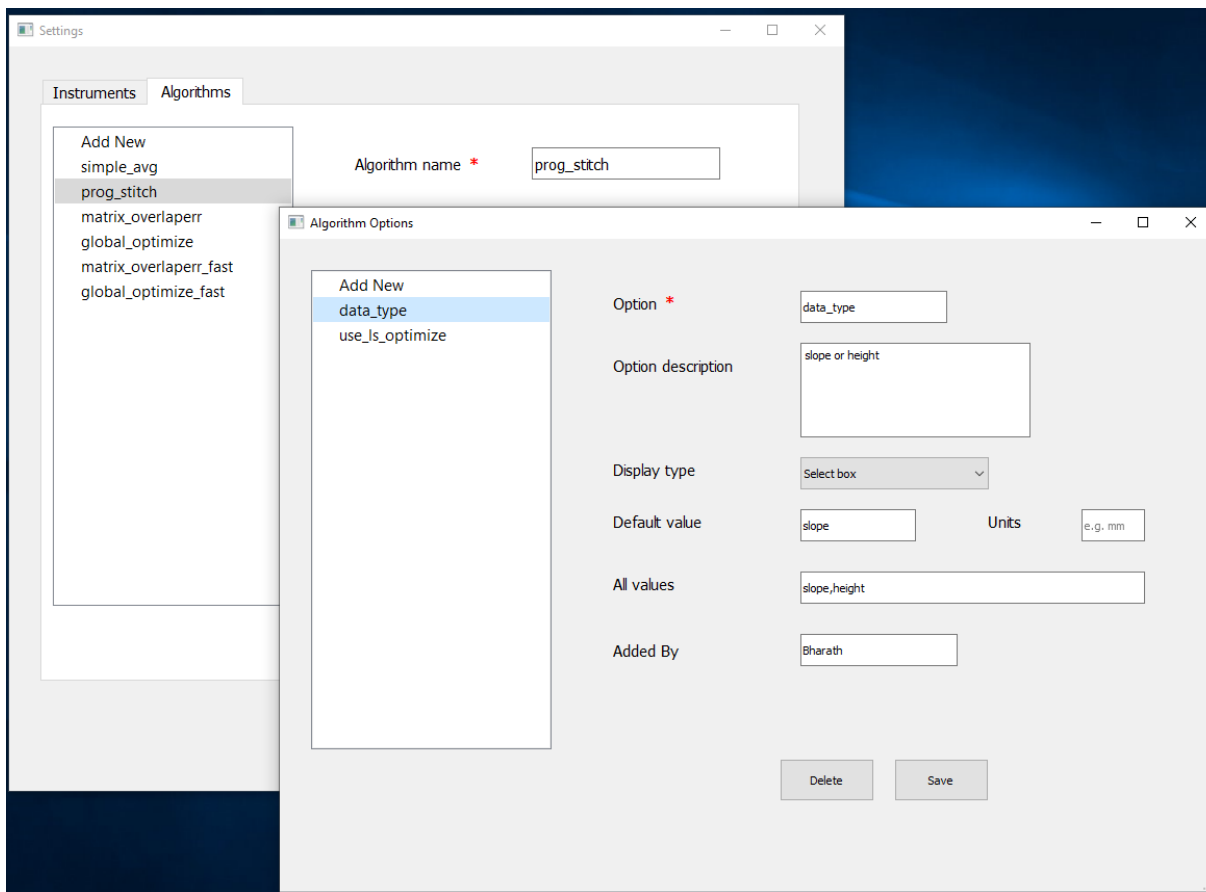 Settings
Instruments
Algorithms
Add New
simple_avg
prog_stitch
matrix_overlaperr
global_optimize
matrix_overlaperr_fast
global_optimize_fast
Algorithm name *
prog_stitch
Algorithm Options
Add New
data_type
use_ls_optimize
Option *
data_type
Option description
slope or height
Display type
Select box
Default value
slope
Units
e.g. mm
All values
slope,height
Added By
Bharath
Delete
Save